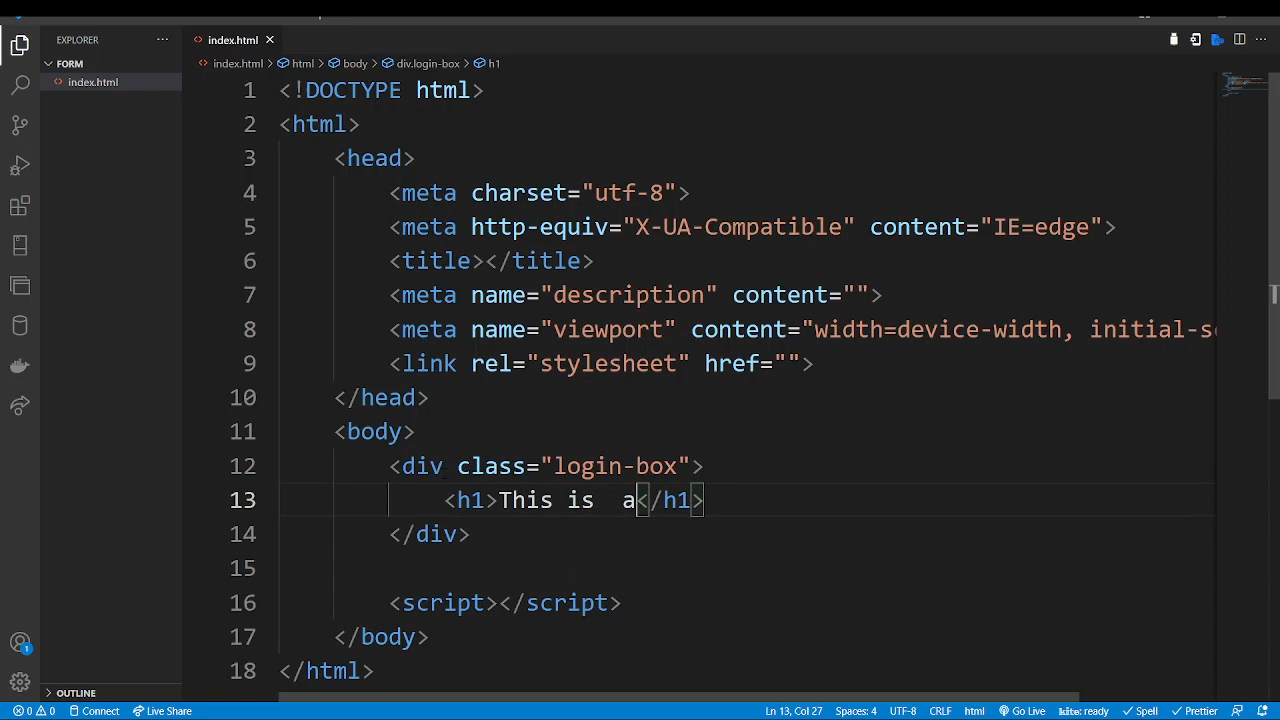 EXPLORER
FORM
index.html
OUTLINE
index.html
index.html > html > body > div.login-box > h1
1 <!DOCTYPE html>
2 <html>
3     <head>
4         <meta charset="utf-8">
5         <meta http-equiv="X-UA-Compatible" content="IE=edge">
6         <title></title>
7         <meta name="description" content="">
8         <meta name="viewport" content="width=device-width,
9         <link rel="stylesheet" href="">
10     </head>
11     <body>
12         <div class="login-box">
13             <h1>This is  a</h1>
14         </div>
15
16         <script></script>
17     </body>
18 </html>
1
0 0 Connect Live Share Ln 13, Col 27 Spaces: 4 UTF-8 CRLF html Go Live kite: ready Spell Prettier